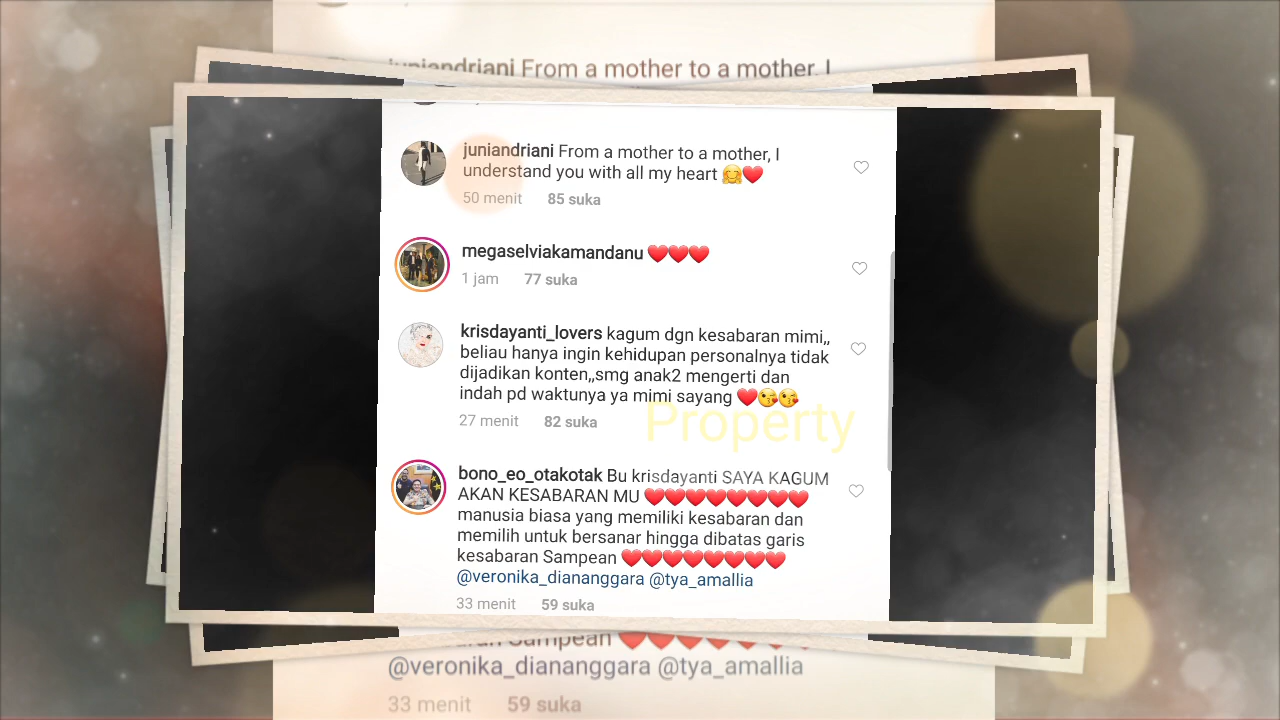 juniandriani From a mother to a mother, I
juniandriani From a mother to a mother, I
understand you with all my heart 🤗❤️
50 menit 85 suka
megaselviakamandanu ❤️❤️❤️
1 jam 77 suka
krisdayanti_lovers kagum dgn kesabaran mimi,,
beliau hanya ingin kehidupan personalnya tidak
dijadikan konten,,smg anak2 mengerti dan
indah pd waktunya ya mimi sayang ❤️😘😘
27 menit 82 suka
Property
bono_eo_otakotak Bu krisdayanti SAYA KAGUM
AKAN KESABARAN MU ❤️❤️❤️❤️❤️❤️❤️❤️
manusia biasa yang memiliki kesabaran dan
memilih untuk bersanar hingga dibatas garis
kesabaran Sampean ❤️❤️❤️❤️❤️❤️❤️❤️
@veronika_diananggara @tya_amallia
33 menit 59 suka
Sampean ❤️❤️❤️❤️❤️❤️❤️❤️
@veronika_diananggara @tya_amallia
33 menit 59 suka